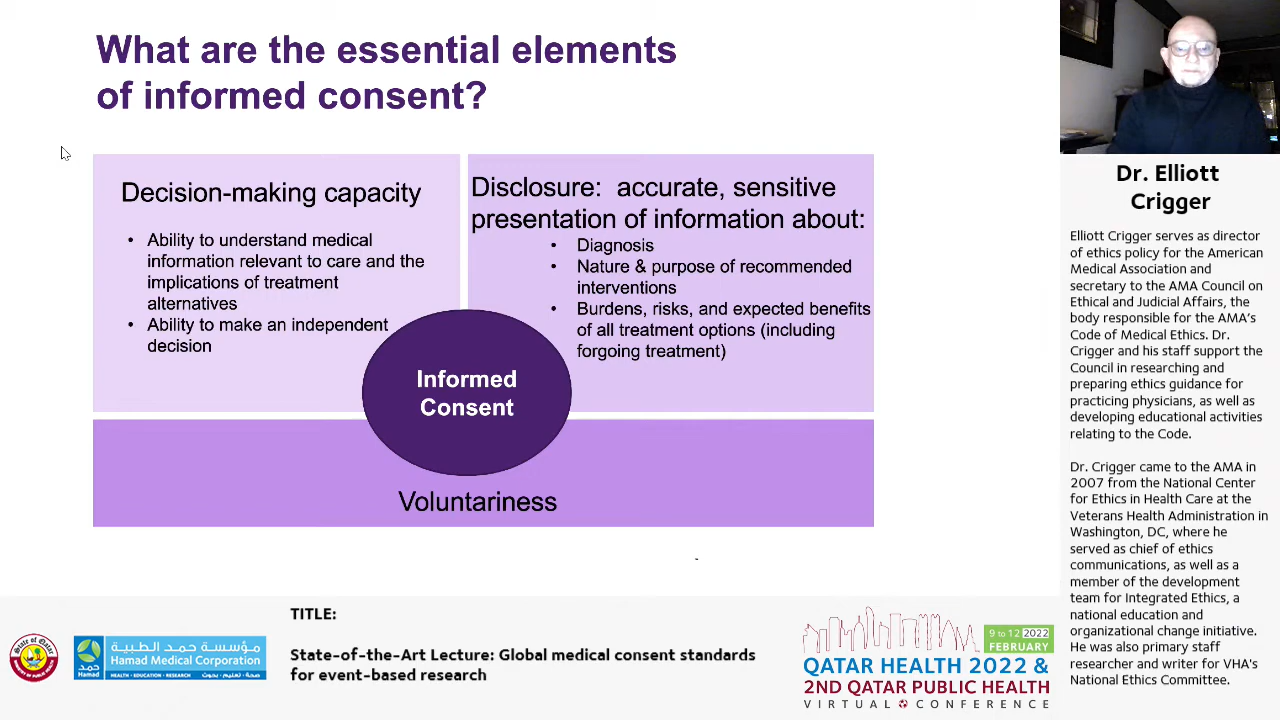 What are the essential elements
of informed consent?
Decision-making capacity
• Ability to understand medical
information relevant to care and the
implications of treatment
alternatives
• Ability to make an independent
decision
Disclosure: accurate, sensitive
presentation of information about:
• Diagnosis
• Nature & purpose of recommended
interventions
• Burdens, risks, and expected benefits
of all treatment options (including
forgoing treatment)
Informed
Consent
Voluntariness
Dr. Elliott
Crigger
Elliott Crigger serves as director
of ethics policy for the American
Medical Association and
secretary to the AMA Council on
Ethical and Judicial Affairs, the
body responsible for the AMA's
Code of Medical Ethics. Dr.
Crigger and his staff support the
Council in researching and
preparing ethics guidance for
practicing physicians, as well as
developing educational activities
relating to the Code.
Dr. Crigger came to the AMA in
2007 from the National Center
for Ethics in Health Care at the
Veterans Health Administration in
Washington, DC, where he
served as chief of ethics
communications, as well as a
member of the development
team for Integrated Ethics, a
national education and
organizational change initiative.
He was also primary staff
researcher and writer for VHA's
National Ethics Committee.
State of Qatar
حمد
Hamad
مؤسسة حمد الطبية
Hamad Medical Corporation
HEALTH • EDUCATION • RESEARCH
صحة • تعليم • بحوث
TITLE:
State-of-the-Art Lecture: Global medical consent standards
for event-based research
9 to 12 2022
FEBRUARY
QATAR HEALTH 2022 &
2ND QATAR PUBLIC HEALTH
VIRTUAL CONFERENCE